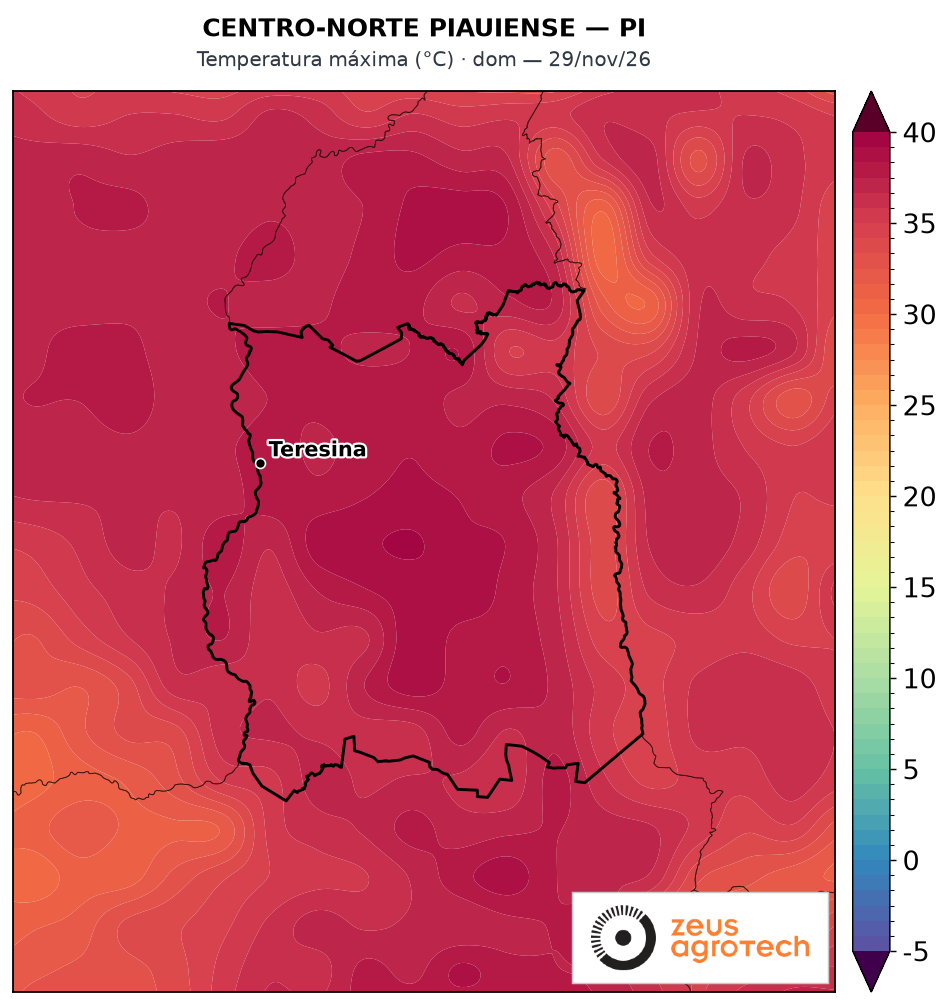 CENTRO-NORTE PIAUIENSE — PI
Temperatura máxima (°C) · dom — 29/nov/26
Teresina
40
35
30
25
20
15
10
5
0
-5
zeus
agroтech